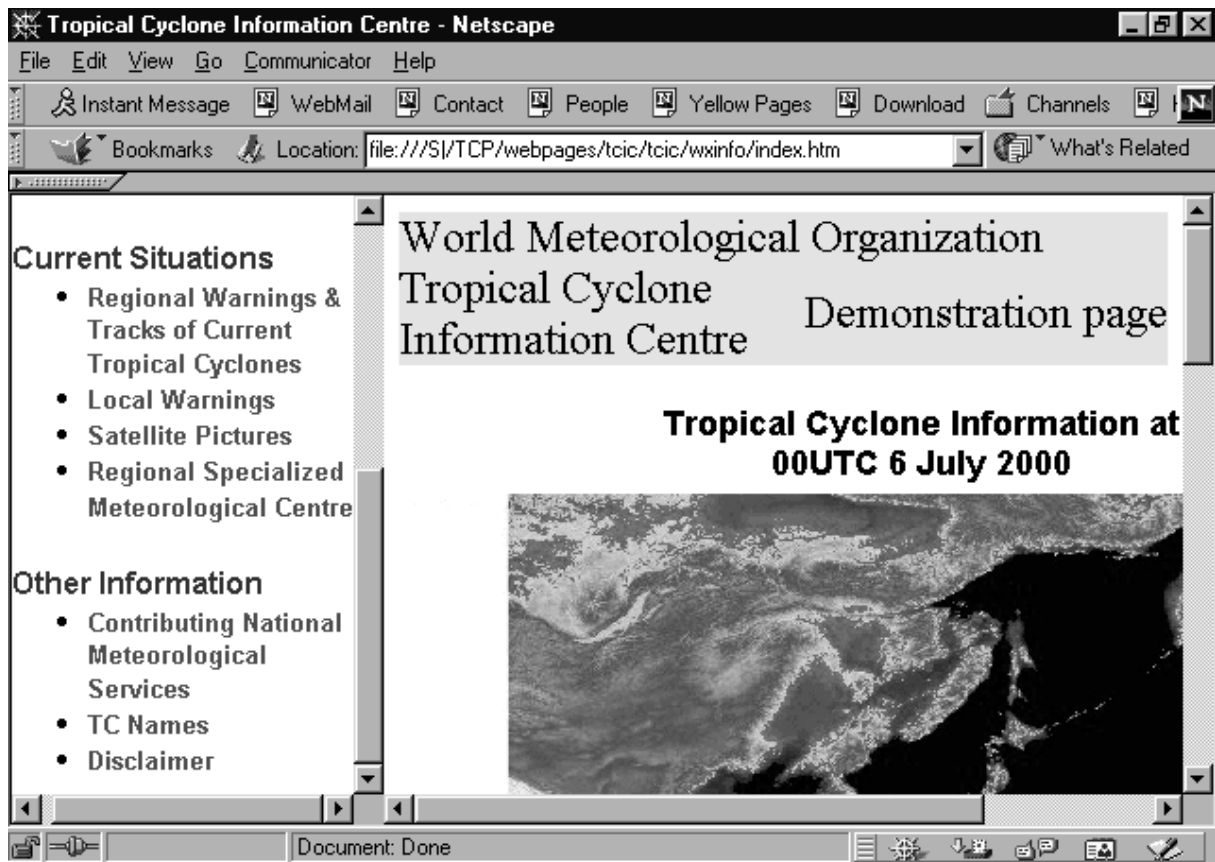 Tropical Cyclone Information Centre - Netscape
File Edit View Go Communicator Help
Instant Message WebMail Contact People Yellow Pages Download Channels
Bookmarks Location: file:///S|/TCP/webpages/tcic/tcic/wxinfo/index.htm What's Related
Current Situations
• Regional Warnings &
Tracks of Current
Tropical Cyclones
• Local Warnings
• Satellite Pictures
• Regional Specialized
Meteorological Centre
Other Information
• Contributing National
Meteorological
Services
• TC Names
• Disclaimer
World Meteorological Organization
Tropical Cyclone
Information Centre
Demonstration page
Tropical Cyclone Information at
00UTC 6 July 2000
Document: Done